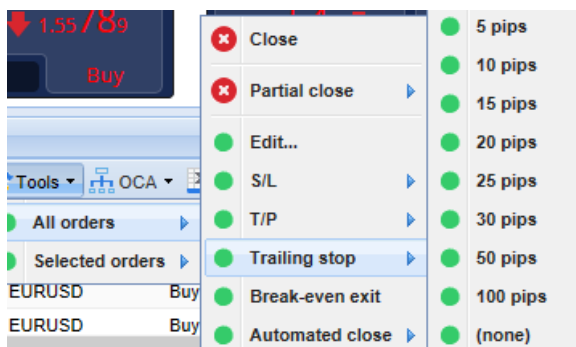 1.55789
Buy
Tools
OCA
All orders
Selected orders
EURUSD Buy
EURUSD Buy
Close
Partial close
Edit...
S/L
T/P
Trailing stop
Break-even exit
Automated close
5 pips
10 pips
15 pips
20 pips
25 pips
30 pips
50 pips
100 pips
(none)